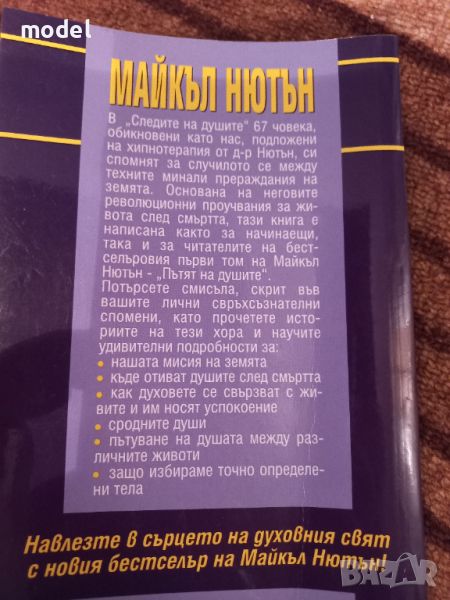 model
МАЙКЪЛ НЮТЪН
В „Следите на душите“ 67 човека,
обикновени като нас, подложени
на хипнотерапия от д-р Нютън, си
спомнят за случилото се между
техните минали прераждания на
земята. Основана на неговите
революционни проучвания за жи-
вота след смъртта, тази книга е
написана както за начинаещи,
така и за читателите на бест-
селъровия първи том на Майкъл
Нютън - „Пътят на душите“.
Потърсете смисъла, скрит във
вашите лични свръхсъзнателни
спомени, като прочетете исто-
риите на тези хора и научите
удивителни подробности за:
• нашата мисия на земята
• къде отиват душите след смъртта
• как духовете се свързват с жи-
вите и им носят успокоение
• сродните души
• пътуване на душата между раз-
личните животи
• защо избираме точно определе-
ни тела
Навлезте в сърцето на духовния свят
с новия бестселър на Майкъл Нютън!
BAZAR